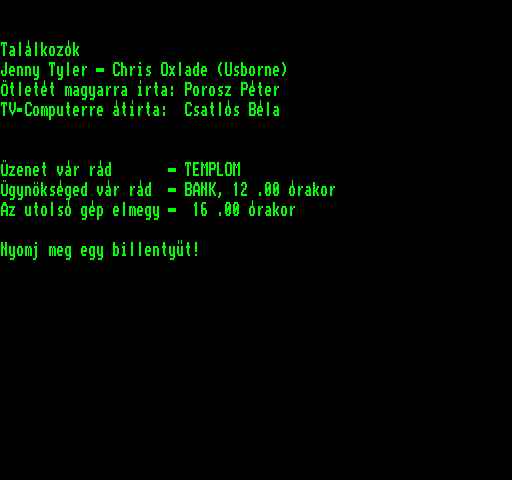 Találkozók
Jenny Tyler - Chris Oxlade (Usborne)
Ötletét magyarra írta: Porosz Péter
TV-Computerre átírta:  Csatlós Béla
Üzenet vár rád       = TEMPLOM
Ügynökséged vár rád  = BANK, 12 .00 órakor
Az utolsó gép elmegy =  16 .00 órakor
Nyomj meg egy billentyűt!